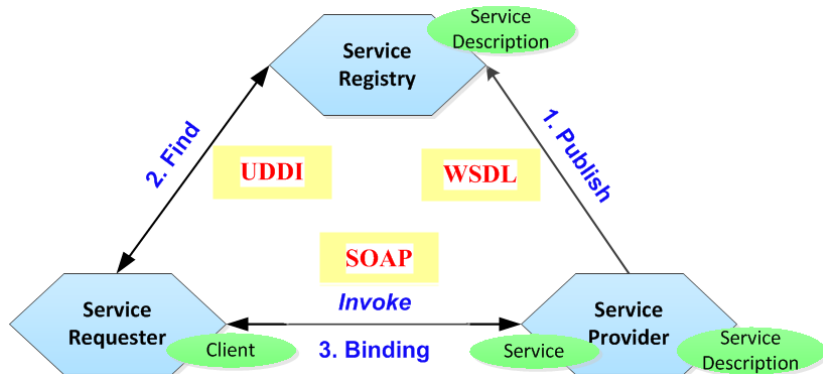 Service
Description
Service
Registry
1. Publish
2. Find
UDDI
WSDL
SOAP
Invoke
Service
Requester
Client
3. Binding
Service
Service
Provider
Service
Description